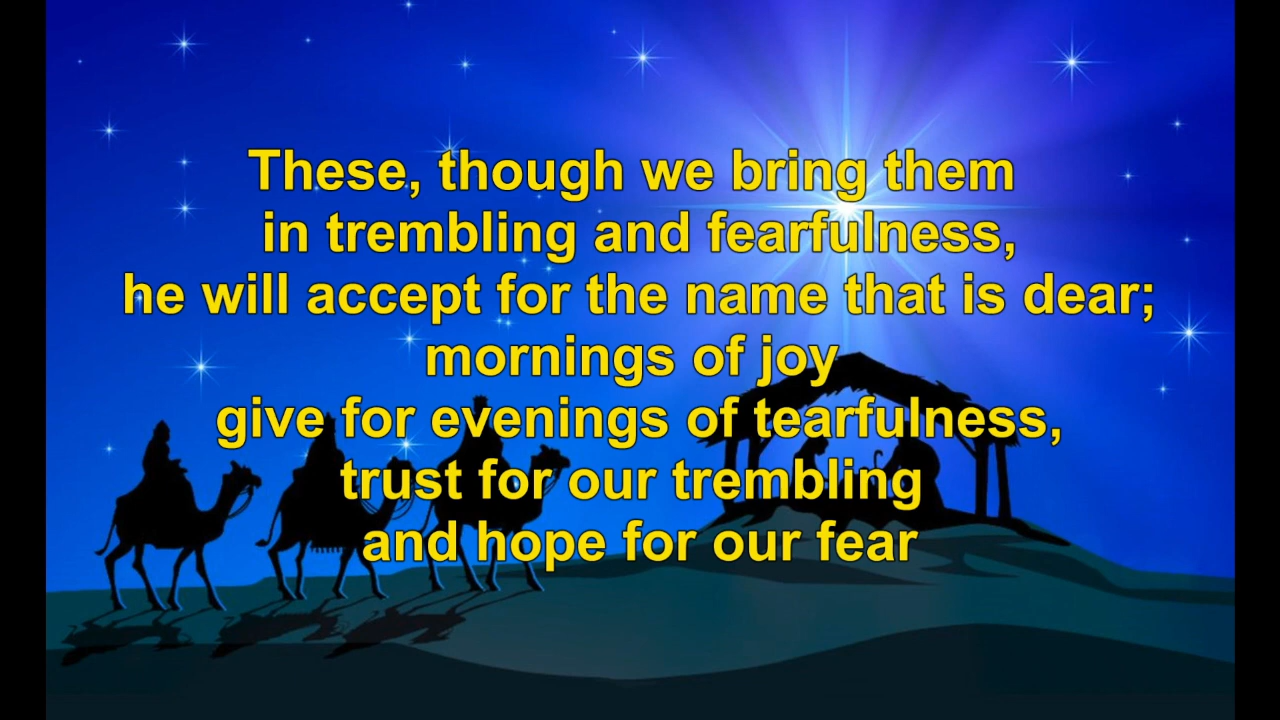 These, though we bring them
in trembling and fearfulness,
he will accept for the name that is dear;
mornings of joy
give for evenings of tearfulness,
trust for our trembling
and hope for our fear